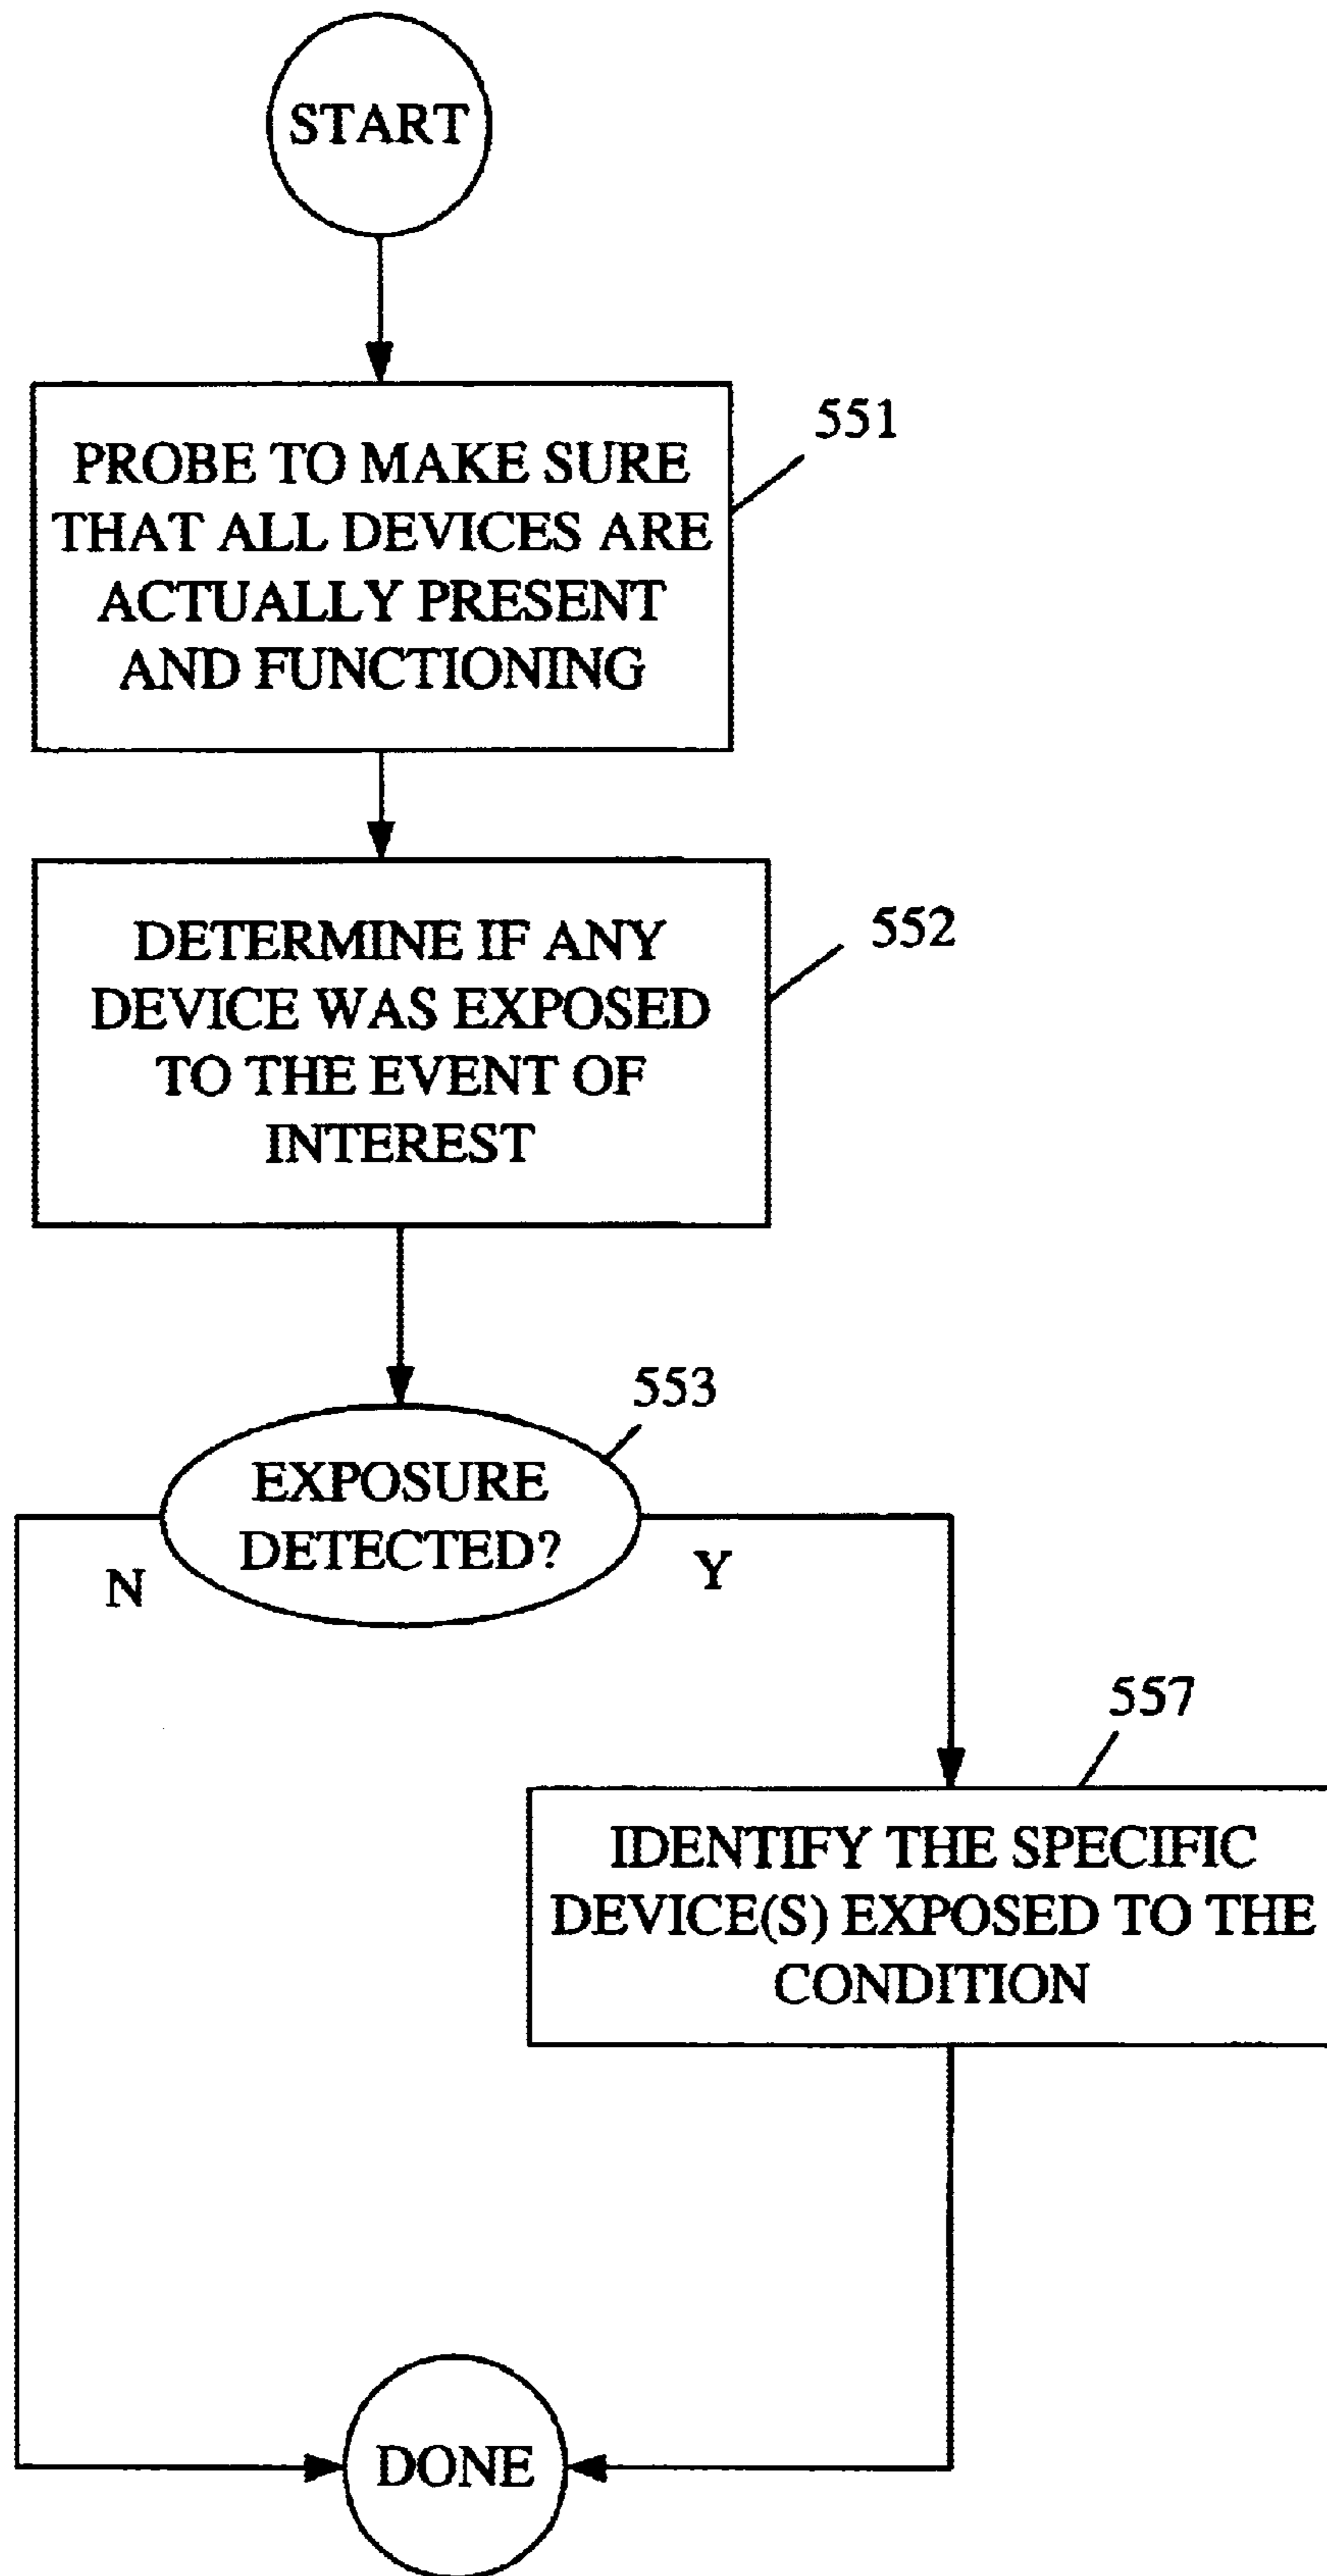 START
PROBE TO MAKE SURE
THAT ALL DEVICES ARE
ACTUALLY PRESENT
AND FUNCTIONING
551
DETERMINE IF ANY
DEVICE WAS EXPOSED
TO THE EVENT OF
INTEREST
552
553
EXPOSURE
DETECTED?
N
Y
557
IDENTIFY THE SPECIFIC
DEVICE(S) EXPOSED TO THE
CONDITION
DONE